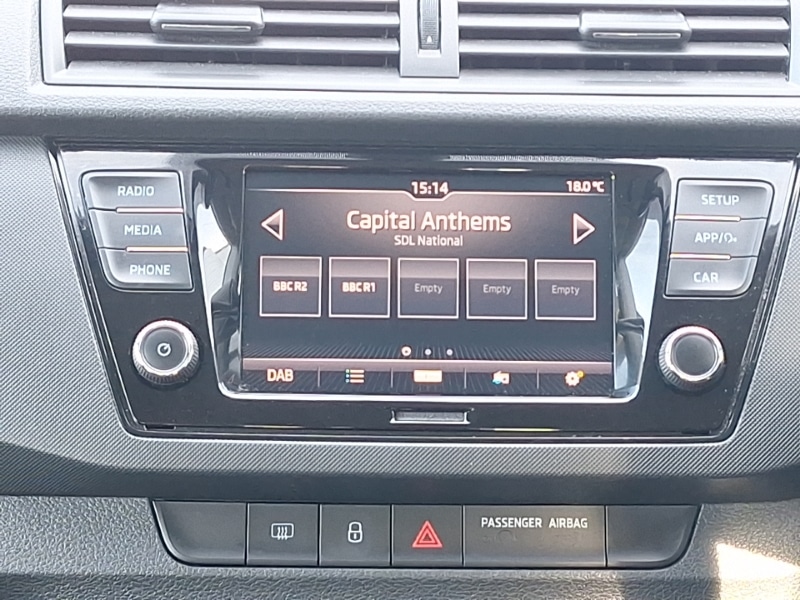 RADIO
MEDIA
PHONE
15:14
18.0 °C
Capital Anthems
SDL National
BBC R2
BBC R1
Empty
Empty
Empty
DAB
SETUP
APP/
CAR
PASSENGER AIRBAG